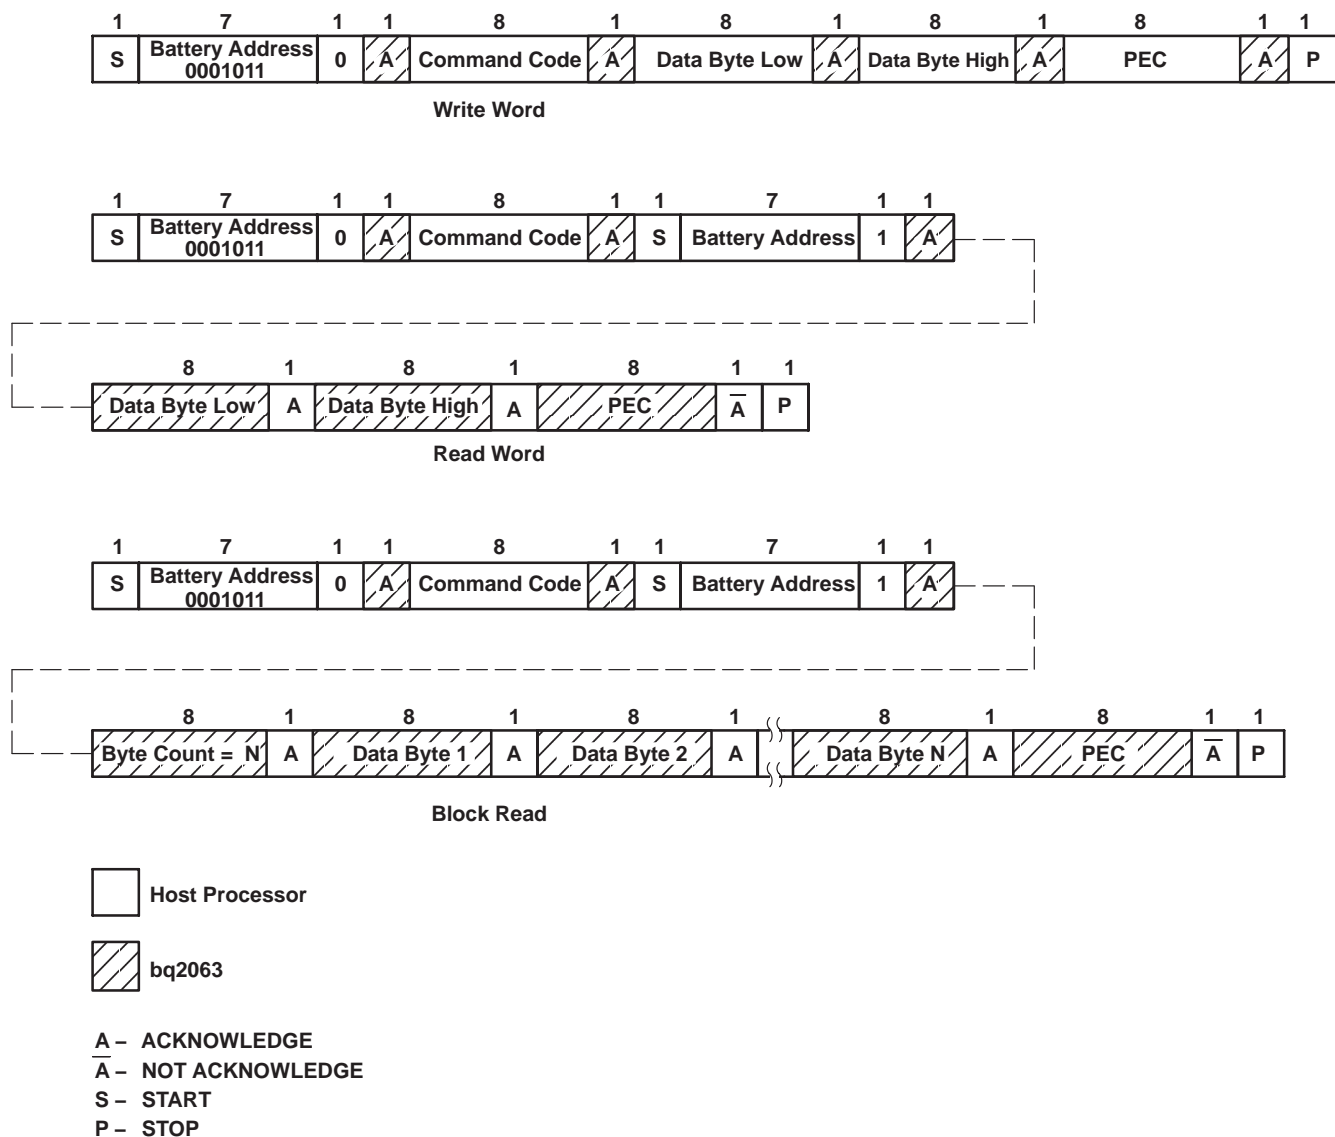 1 7 1 1 8 1 8 1 8 1 8 1 1
S Battery Address 0 A Command Code A Data Byte Low A Data Byte High A PEC A P
0001011
Write Word
1 7 1 1 8 1 1 7 1 1
S Battery Address 0 A Command Code A S Battery Address 1 A
0001011
8 1 8 1 8 1 1
Data Byte Low A Data Byte High A PEC A̅ P
Read Word
1 7 1 1 8 1 1 7 1 1
S Battery Address 0 A Command Code A S Battery Address 1 A
0001011
8 1 8 1 8 1 8 1 8 1 1
Byte Count = N A Data Byte 1 A Data Byte 2 A Data Byte N A PEC A̅ P
Block Read
Host Processor
bq2063
A – ACKNOWLEDGE
A̅ – NOT ACKNOWLEDGE
S – START
P – STOP